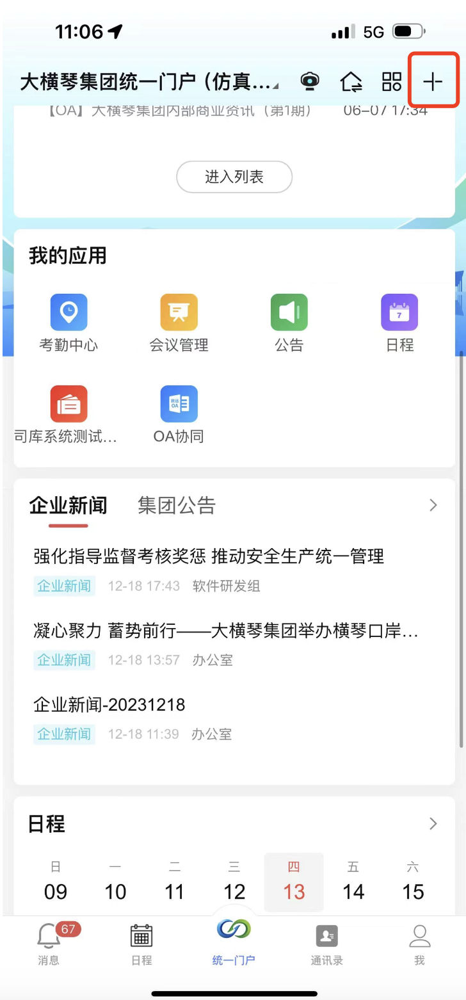 11:06 5G
大横琴集团统一门户（仿真...
【OA】大横琴集团内部商业资讯（第1期） 06-07 17:34
进入列表
我的应用
7
考勤中心 会议管理 公告 日程
致远
OA
司库系统测试... OA协同
企业新闻 集团公告
强化指导监督考核奖惩 推动安全生产统一管理
企业新闻 12-18 17:43 软件研发组
凝心聚力 蓄势前行——大横琴集团举办横琴口岸...
企业新闻 12-18 13:57 办公室
企业新闻-20231218
企业新闻 12-18 11:39 办公室
日程
日 一 二 三 四 五 六
09 10 11 12 13 14 15
67
消息 日程 统一门户 通讯录 我